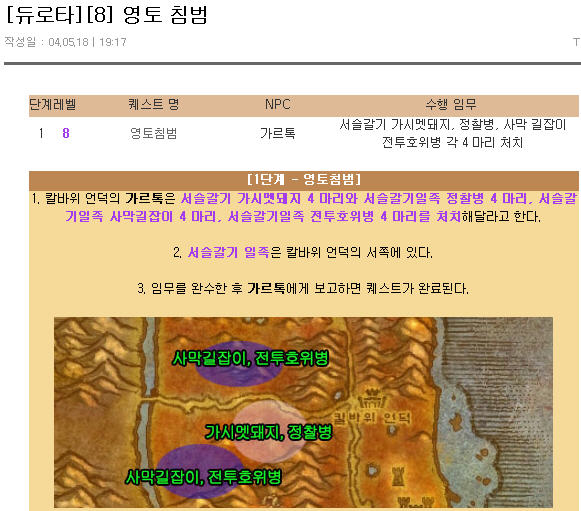 [듀로타][8] 영토 침범
작성일 : 04,05,18 | 19:17
T
단계레벨 퀘스트 명 NPC 수행 임무
1 8 영토침범 가르톡 서슬갈기 가시멧돼지, 정찰병, 사막 길잡이
전투호위병 각 4 마리 처치
[1단계 - 영토침범]
1. 칼바위 언덕의 가르톡은 서슬갈기 가시멧돼지 4 마리와 서슬갈기일족 정찰병 4 마리, 서슬갈
기일족 사막길잡이 4 마리, 서슬갈기일족 전투호위병 4 마리를 처치해달라고 한다.
2. 서슬갈기 일족은 칼바위 언덕의 서쪽에 있다.
3. 임무를 완수한 후 가르톡에게 보고하면 퀘스트가 완료된다.
사막길잡이, 전투호위병
칼바위 언덕
가시멧돼지, 정찰병
사막길잡이, 전투호위병